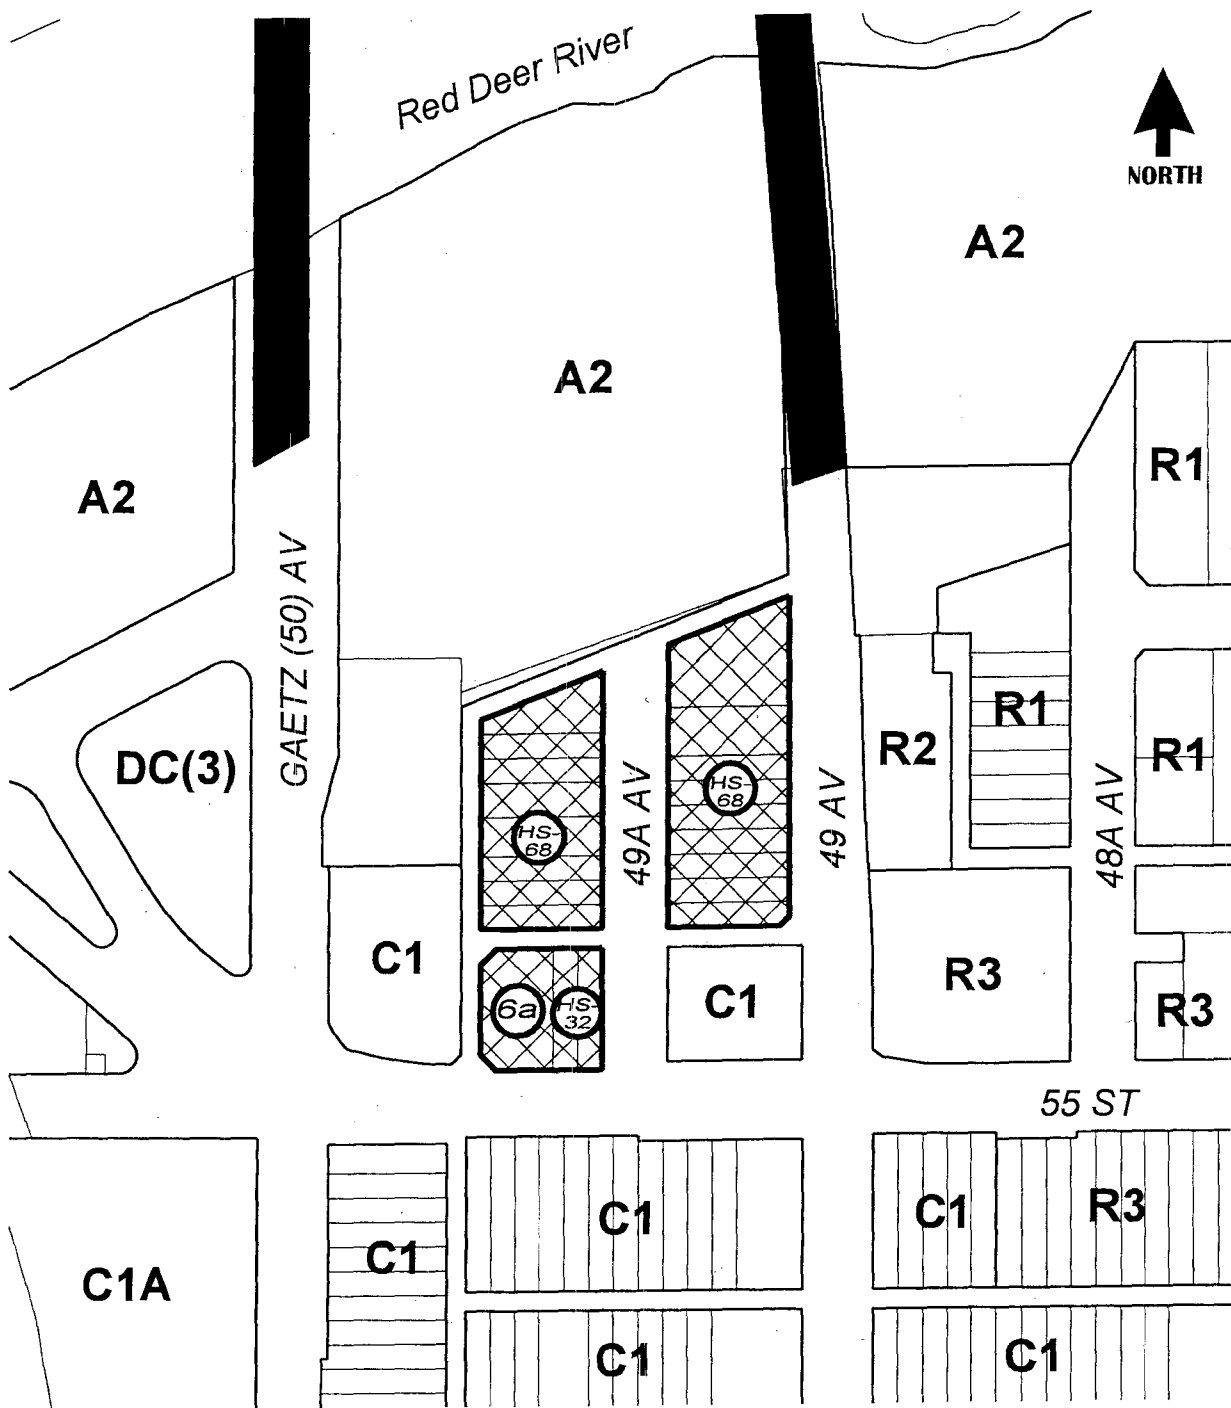 Red Deer River
NORTH
A2
A2
R1
A2
GAETZ (50) AV
DC(3)
R1
R2
R1
HS-
68
HS-
68
49A AV
49 AV
48A AV
C1
6a
HS-
32
C1
R3
R3
55 ST
C1
C1
R3
C1
C1A
C1
C1